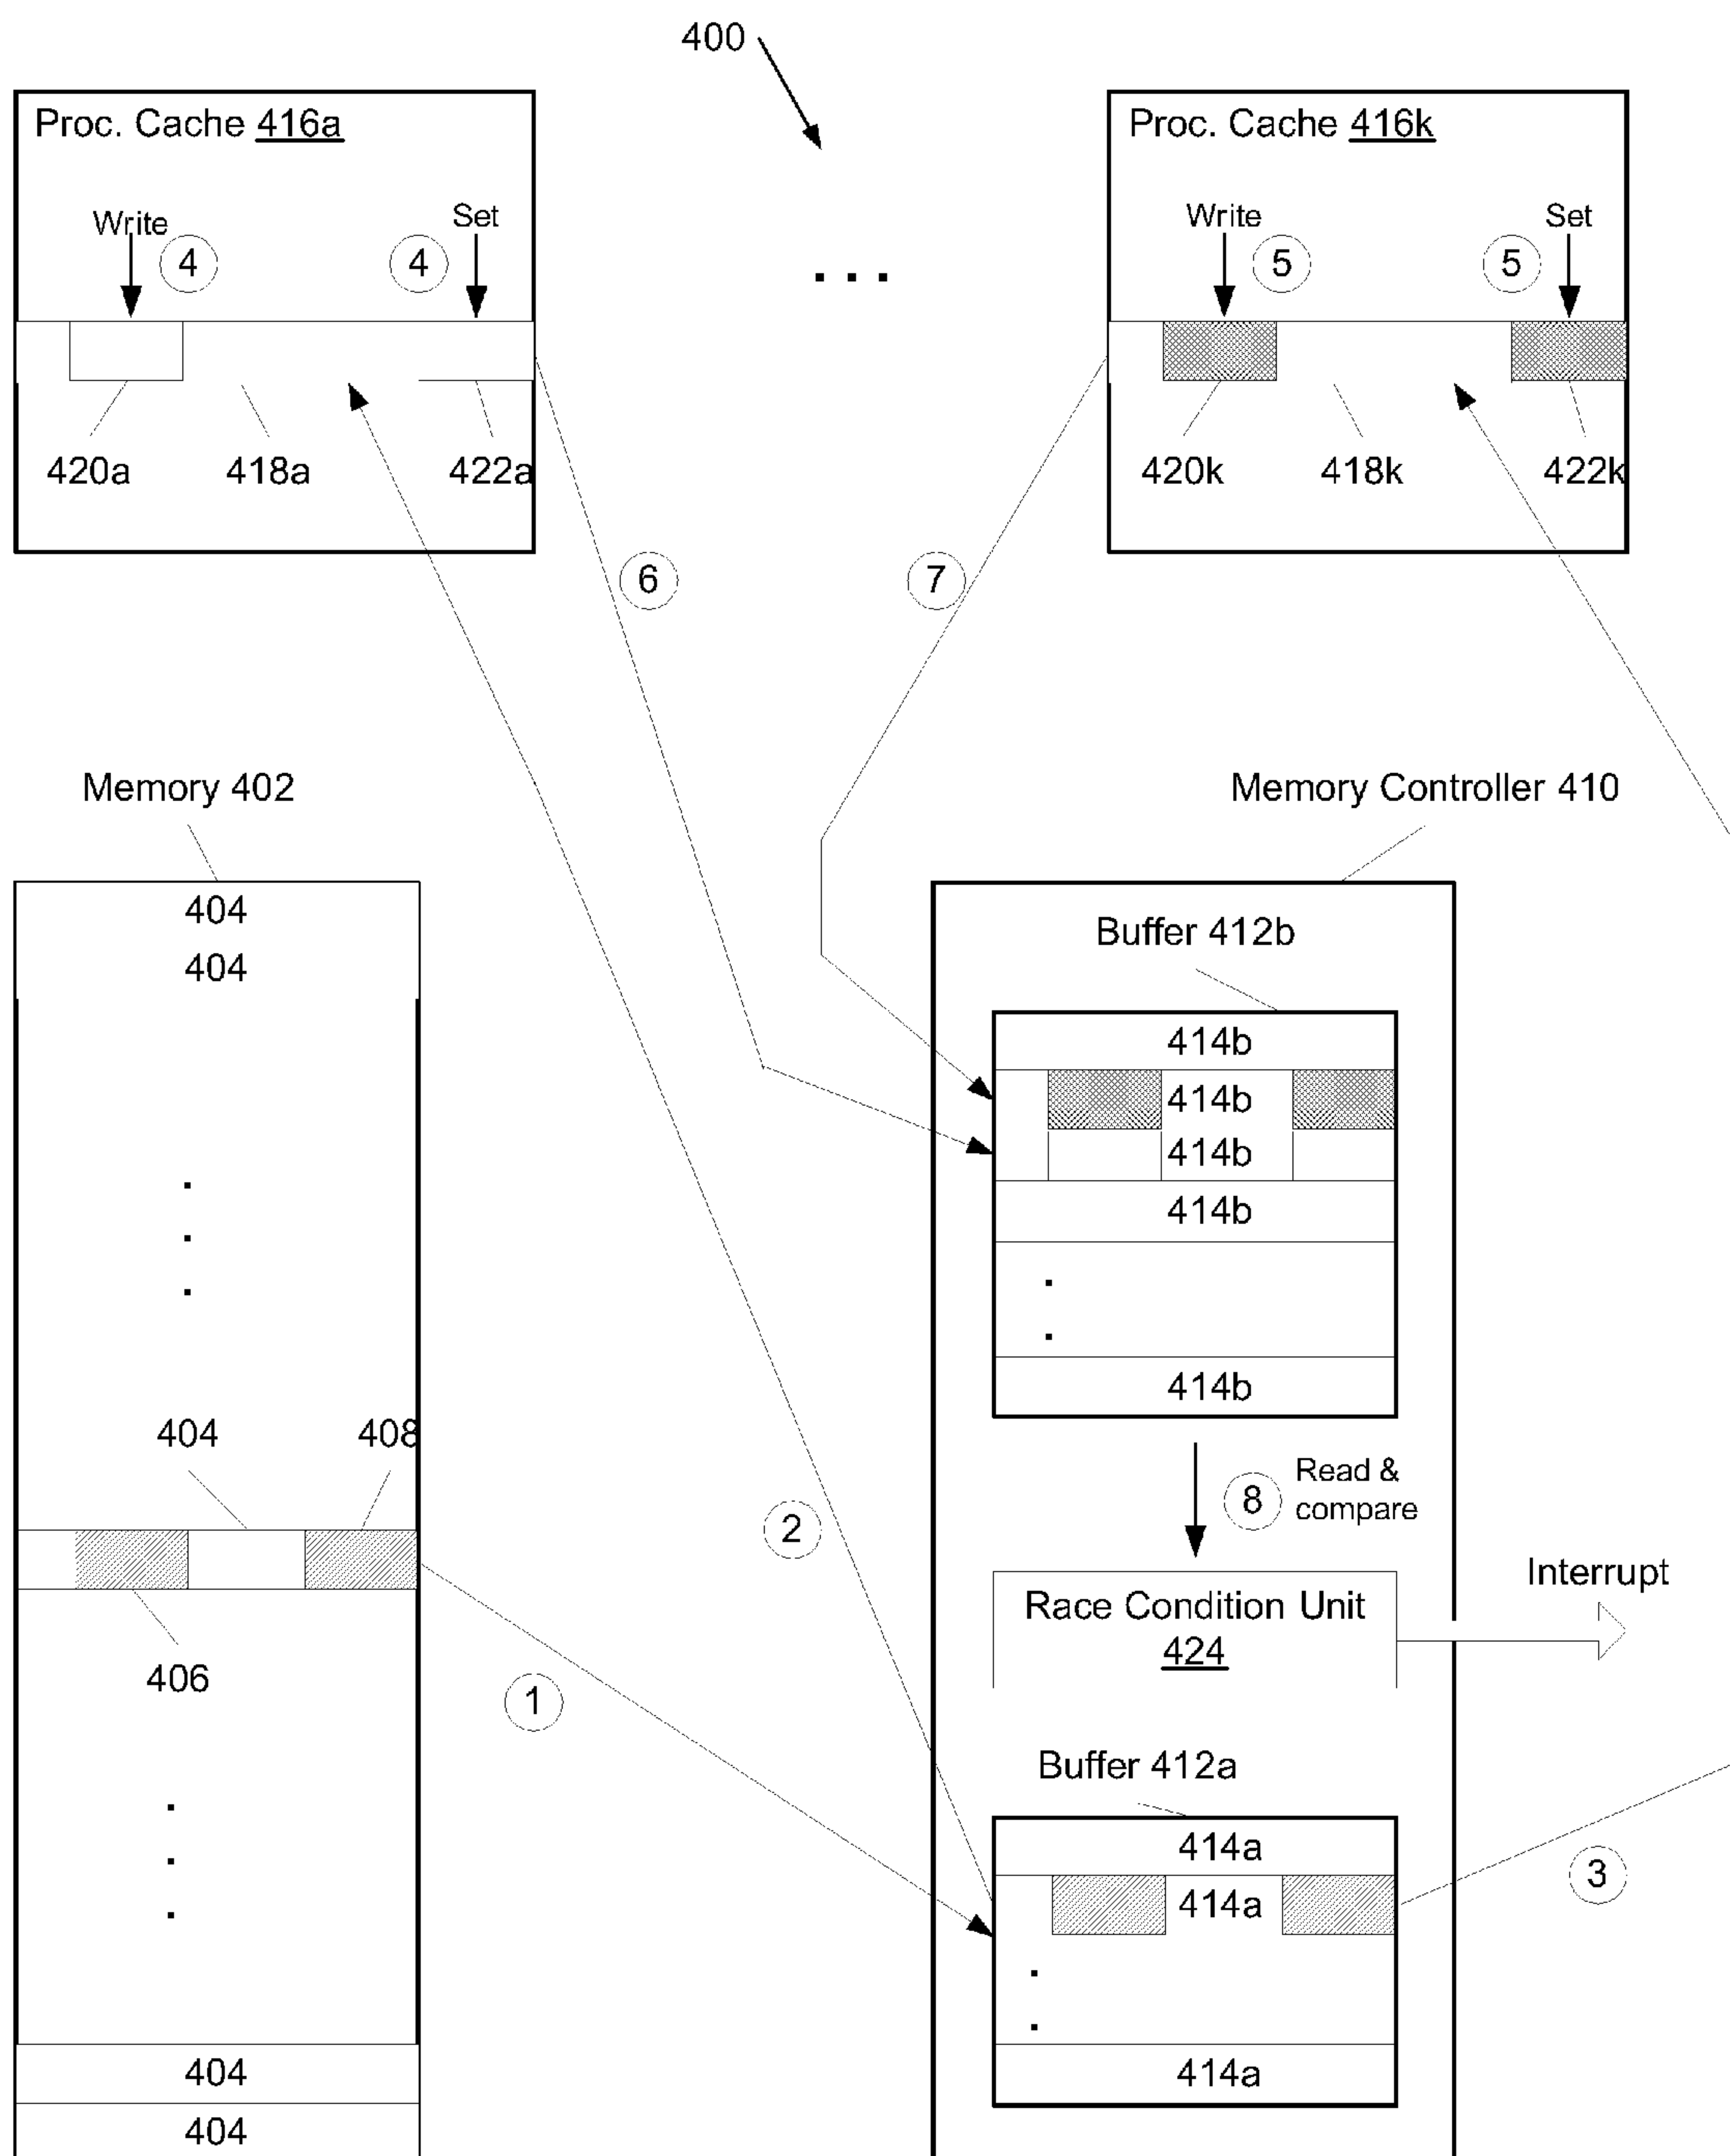 400
Proc. Cache 416a
Proc. Cache 416k
Write
Set
Write
Set
4
4
5
5
. . .
420a
418a
422a
420k
418k
422k
6
7
Memory 402
Memory Controller 410
404
404
Buffer 412b
414b
414b
414b
414b
414b
404
408
2
8
Read &
compare
Interrupt
Race Condition Unit
424
406
1
Buffer 412a
414a
414a
3
404
414a
404